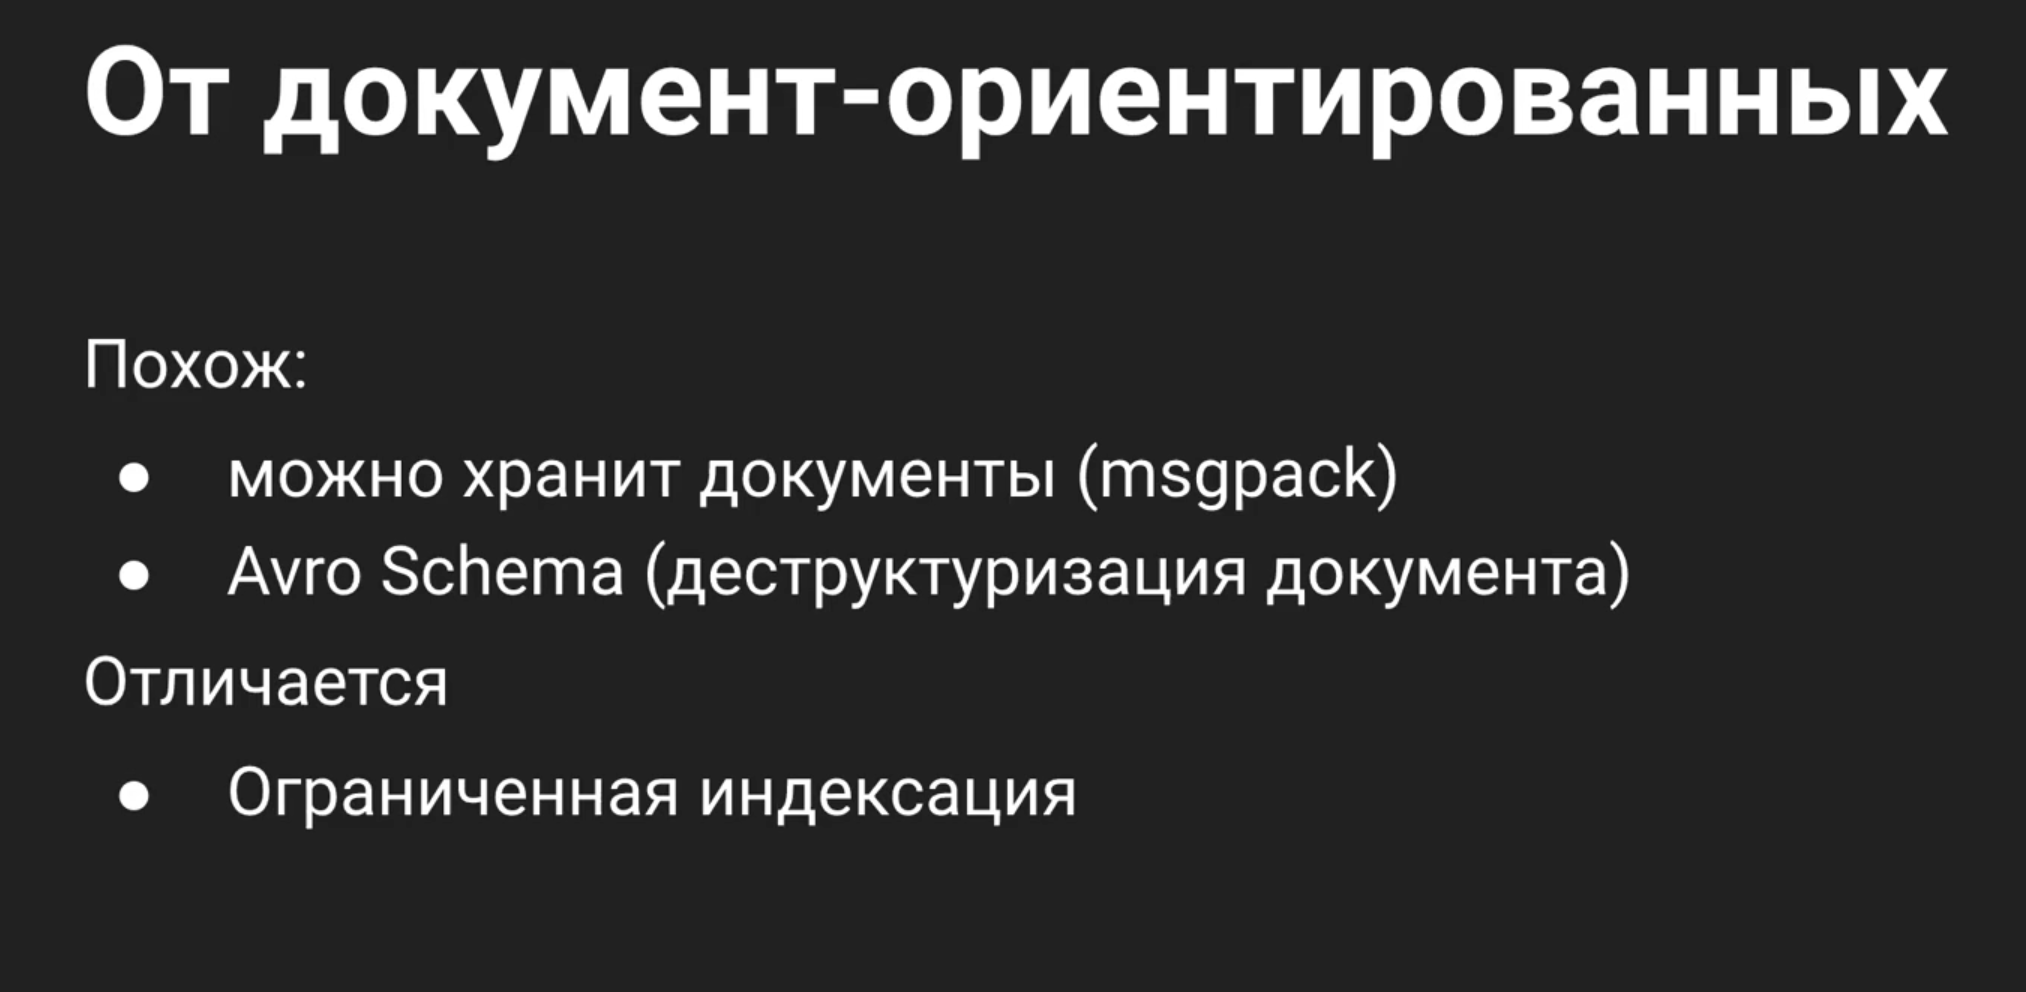 От документ-ориентированных
Похож:
● можно хранит документы (msgpack)
● Avro Schema (деструктуризация документа)
Отличается
● Ограниченная индексация